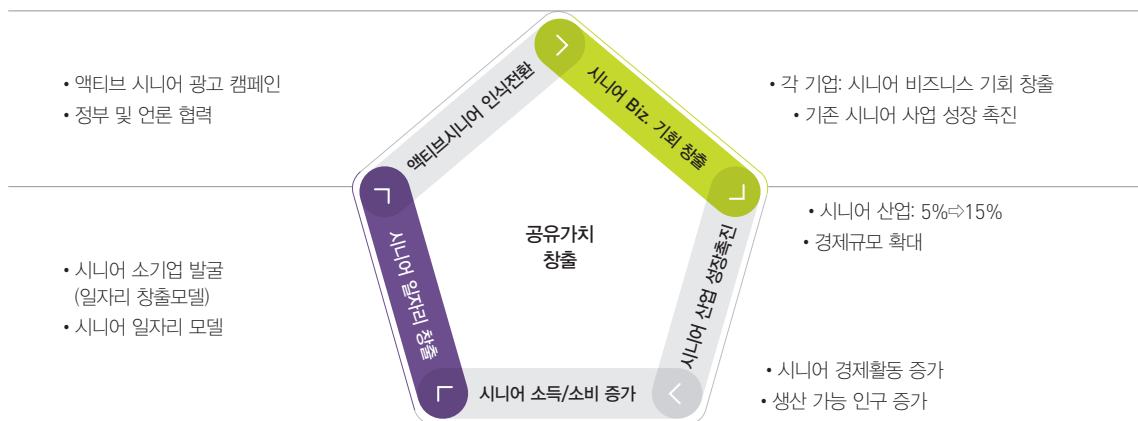 • 액티브 시니어 광고 캠페인
• 정부 및 언론 협력
액티브시니어 인식전환
시니어 Biz. 기회 창출
• 각 기업: 시니어 비즈니스 기회 창출
• 기존 시니어 사업 성장 촉진
• 시니어 산업: 5%⇨15%
• 경제규모 확대
시니어 산업 성장촉진
공유가치
창출
시니어 일자리 창출
• 시니어 소기업 발굴
(일자리 창출모델)
• 시니어 일자리 모델
시니어 소득/소비 증가
• 시니어 경제활동 증가
• 생산 가능 인구 증가